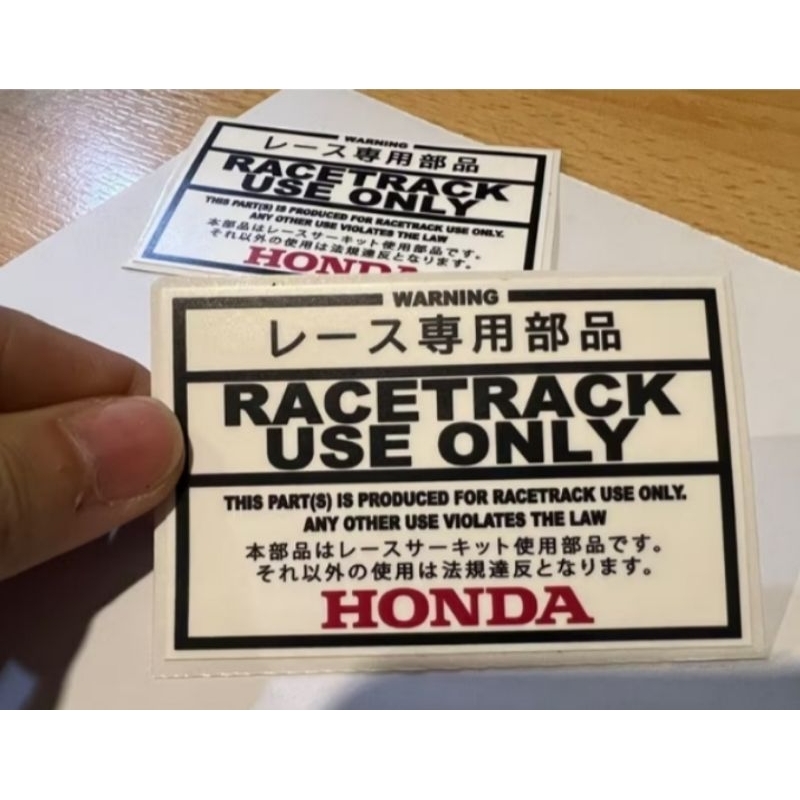 WARNING
レース専用部品
RACETRACK
USE ONLY
THIS PART(S) IS PRODUCED FOR RACETRACK USE ONLY.
ANY OTHER USE VIOLATES THE LAW
本部品はレースサーキット使用部品です。
それ以外の使用は法規違反となります。
HONDA
WARNING
レース専用部品
RACETRACK
USE ONLY
THIS PART(S) IS PRODUCED FOR RACETRACK USE ONLY.
ANY OTHER USE VIOLATES THE LAW
本部品はレースサーキット使用部品です。
それ以外の使用は法規違反となります。
HONDA